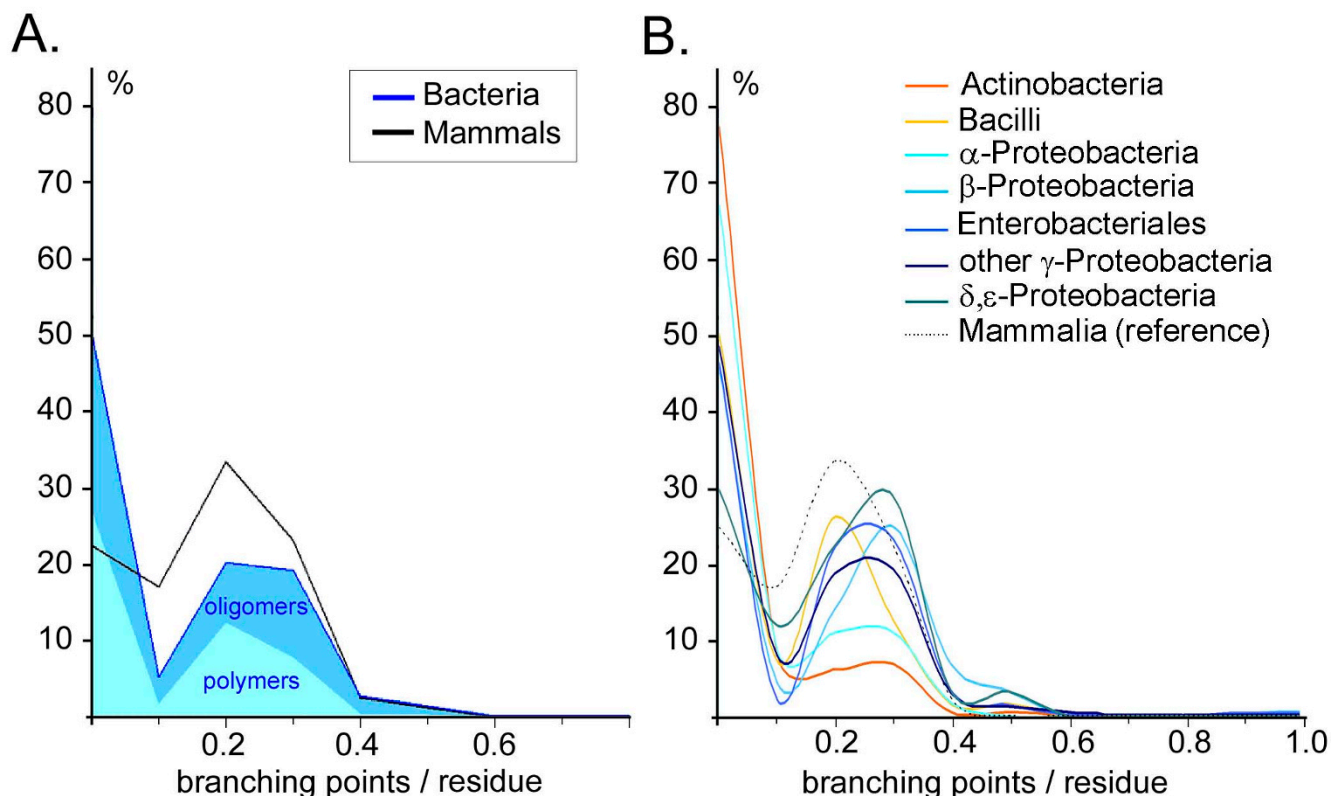 A.
%
80
70
60
50
40
30
20
10
Bacteria
Mammals
oligomers
polymers
0.2
0.4
0.6
branching points / residue
B.
%
80
70
60
50
40
30
20
10
Actinobacteria
Bacilli
α-Proteobacteria
β-Proteobacteria
Enterobacteriales
other γ-Proteobacteria
δ,ε-Proteobacteria
Mammalia (reference)
0.2
0.4
0.6
0.8
1.0
branching points / residue